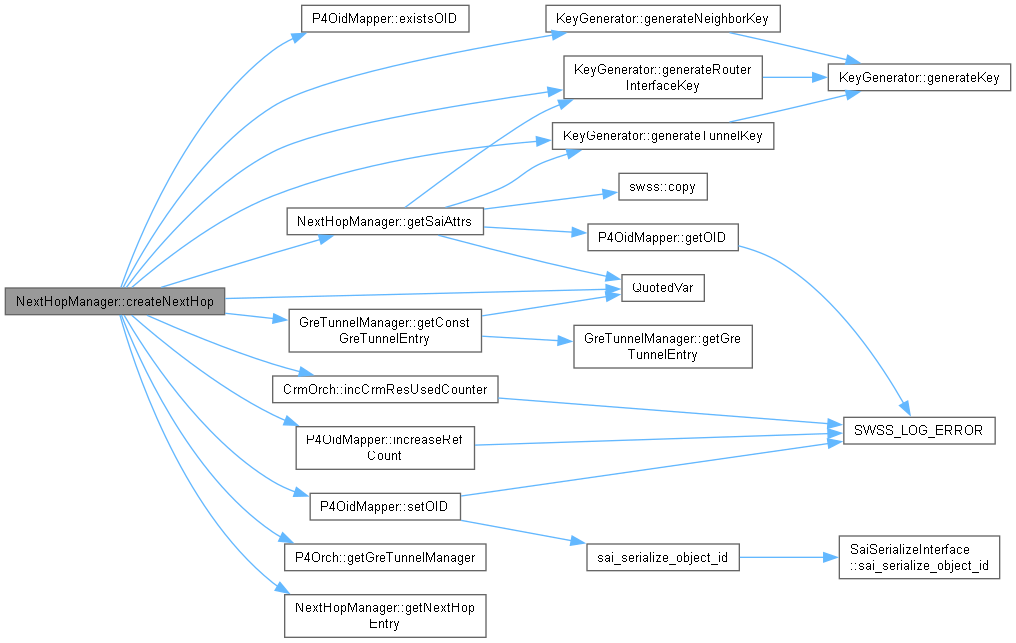 P4OidMapper::existsOID
KeyGenerator::generateNeighborKey
KeyGenerator::generateRouter
InterfaceKey
KeyGenerator::generateKey
KeyGenerator::generateTunnelKey
swss::copy
NextHopManager::getSaiAttrs
P4OidMapper::getOID
QuotedVar
NextHopManager::createNextHop
GreTunnelManager::getConst
GreTunnelEntry
GreTunnelManager::getGre
TunnelEntry
CrmOrch::incCrmResUsedCounter
SWSS_LOG_ERROR
P4OidMapper::increaseRef
Count
P4OidMapper::setOID
P4Orch::getGreTunnelManager
sai_serialize_object_id
SaiSerializeInterface
::sai_serialize_object_id
NextHopManager::getNextHop
Entry